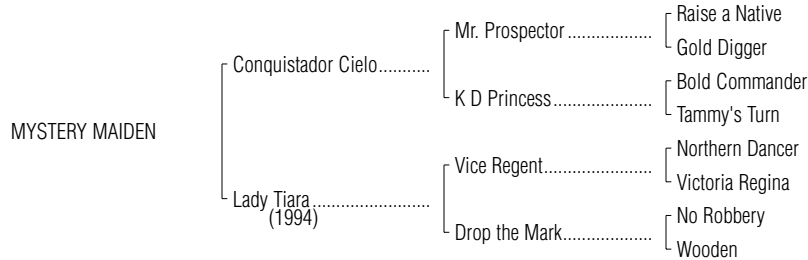 Raise a Native
Mr. Prospector ....................
Gold Digger
Conquistador Cielo...........
Bold Commander
K D Princess.......................
Tammy's Turn
MYSTERY MAIDEN
Northern Dancer
Vice Regent........................
Victoria Regina
Lady Tiara .........................
(1994)
No Robbery
Drop the Mark....................
Wooden